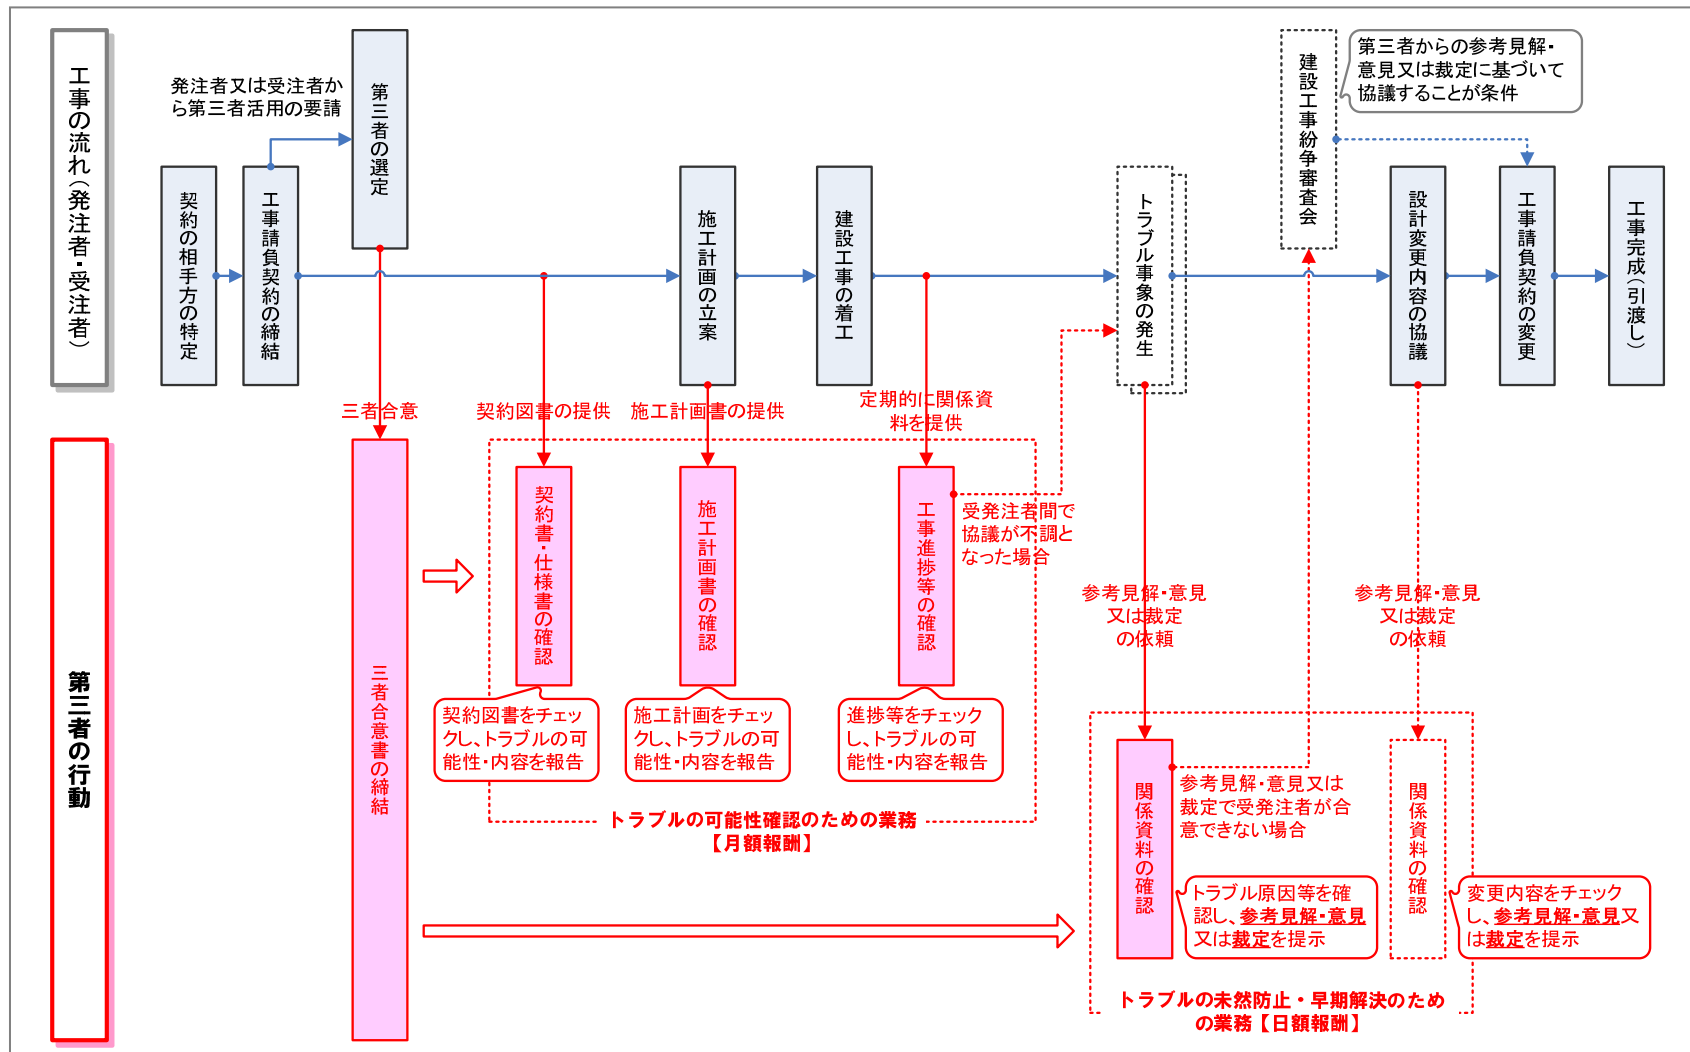 工事の流れ（発注者・受注者）
発注者又は受注者か
ら第三者活用の要請
契約の相手方の特定
工事請負契約の締結
第三者の選定
施工計画の立案
建設工事の着工
トラブル事象の発生
建設工事紛争審査会
第三者からの参考見解・
意見又は裁定に基づいて
協議することが条件
設計変更内容の協議
工事請負契約の変更
工事完成（引渡し）
三者合意
契約図書の提供
施工計画書の提供
定期的に関係資
料を提供
第三者の行動
三者合意書の締結
契約書・仕様書の確認
施工計画書の確認
工事進捗等の確認
受発注者間で
協議が不調と
なった場合
参考見解・意見
又は裁定
の依頼
参考見解・意見
又は裁定
の依頼
契約図書をチェッ
クし、トラブルの可
能性・内容を報告
施工計画をチェッ
クし、トラブルの可
能性・内容を報告
進捗等をチェック
し、トラブルの可
能性・内容を報告
トラブルの可能性確認のための業務
【月額報酬】
関係資料の確認
参考見解・意見又は
裁定で受発注者が合
意できない場合
トラブル原因等を確
認し、参考見解・意見
又は裁定を提示
関係資料の確認
変更内容をチェック
し、参考見解・意見又
は裁定を提示
トラブルの未然防止・早期解決のため
の業務【日額報酬】